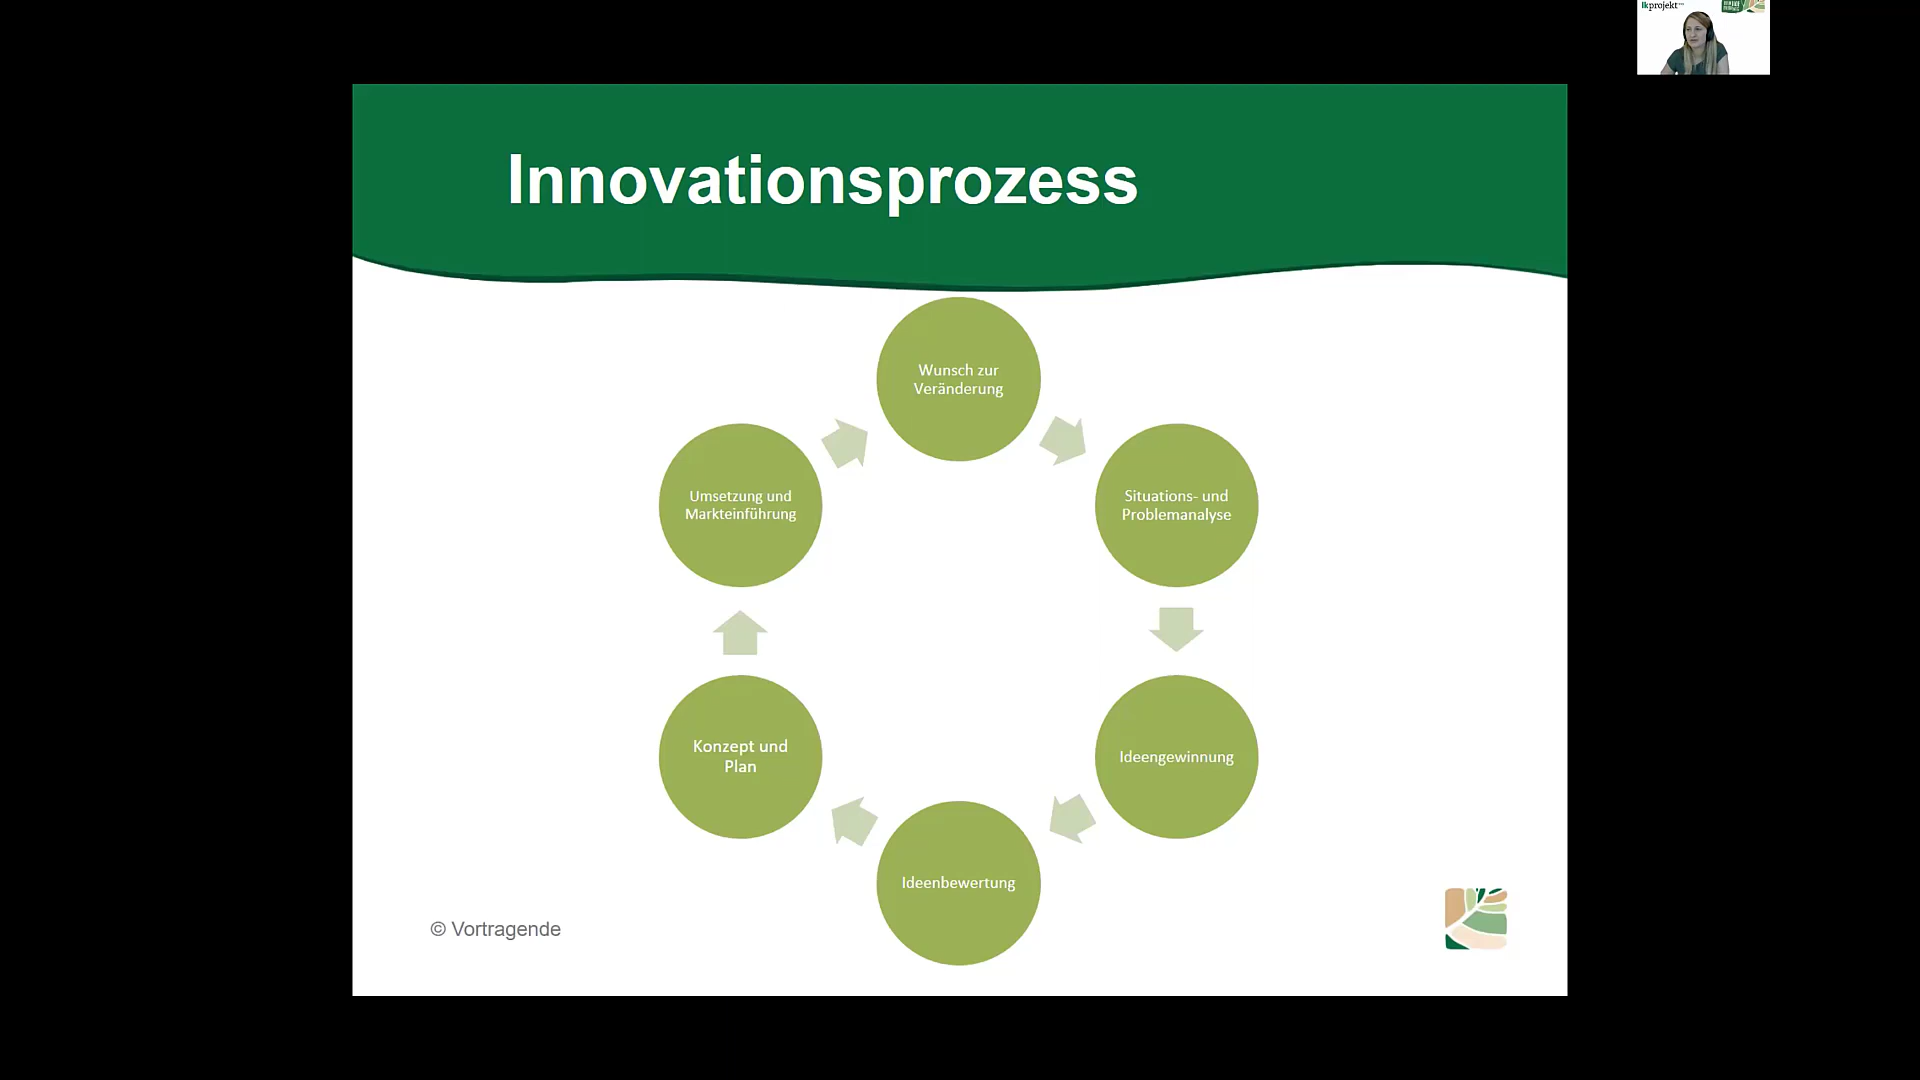 lkprojekt
Innovationsprozess
Wunsch zur
Veränderung
Situations- und
Problemanalyse
Ideengewinnung
Ideenbewertung
Konzept und
Plan
Umsetzung und
Markteinführung
© Vortragende